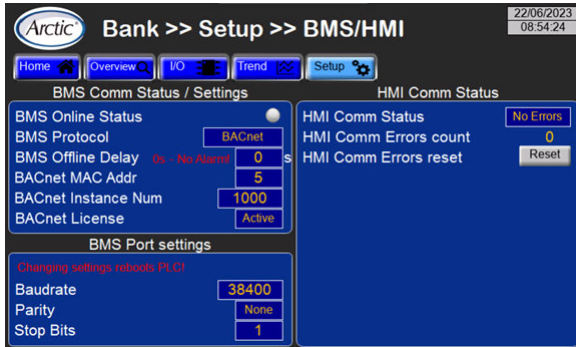 Arctic
Bank >> Setup >> BMS/HMI
22/06/2023
08:54:24
Home
Overview
I/O
Trend
Setup
BMS Comm Status / Settings
BMS Online Status
BMS Protocol BACnet
BMS Offline Delay 0s - No Alarm! 0 s
BACnet MAC Addr 5
BACnet Instance Num 1000
BACnet License Active
BMS Port settings
Changing settings reboots PLC!
Baudrate 38400
Parity None
Stop Bits 1
HMI Comm Status
HMI Comm Status No Errors
HMI Comm Errors count 0
HMI Comm Errors reset Reset